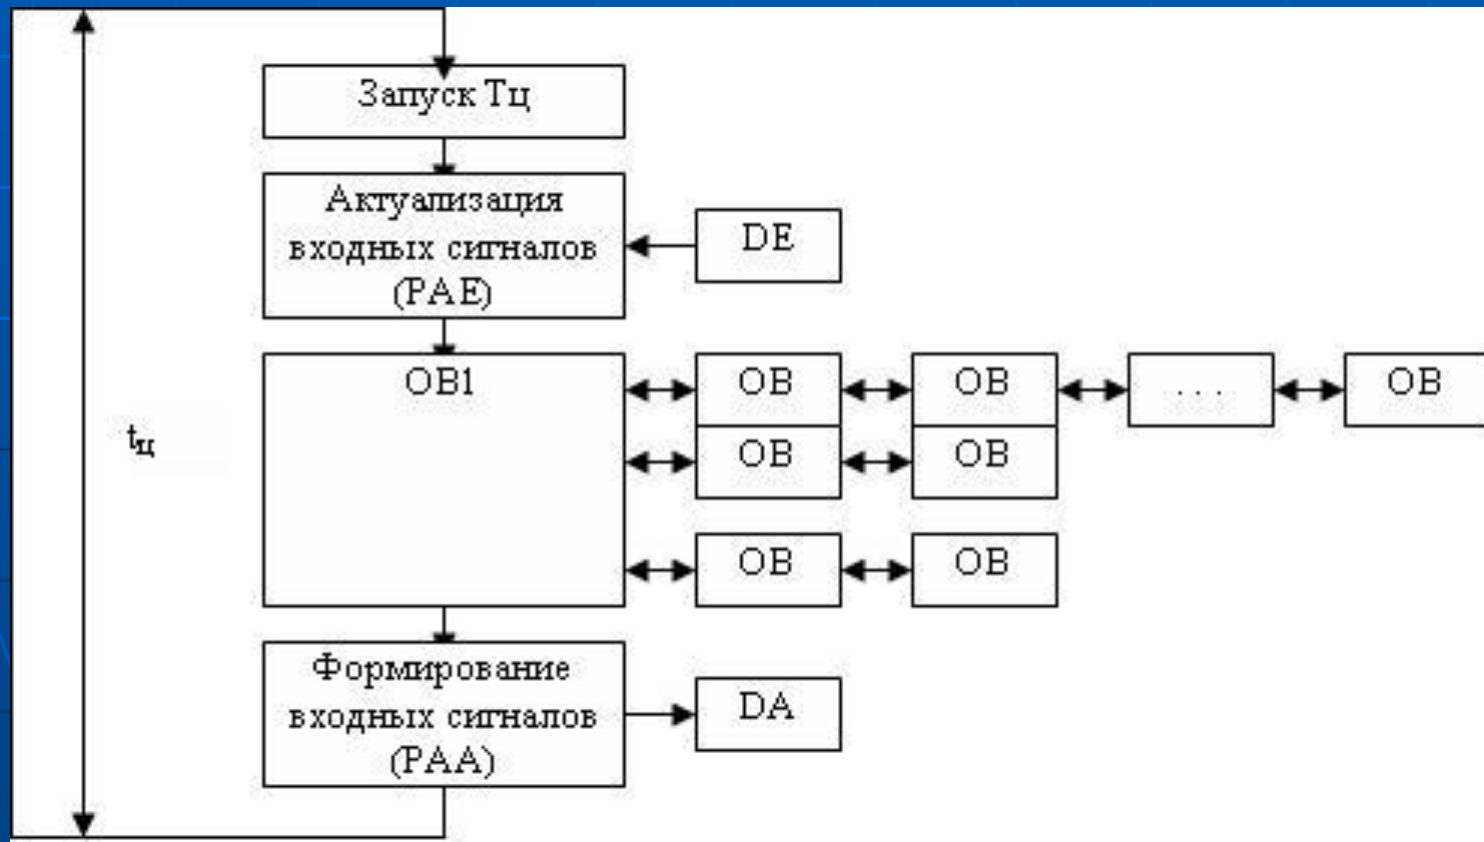 Запуск Тц
Актуализация
входных сигналов
(PAE)
DE
OB1
OB
OB
. . .
OB
OB
OB
tц
OB
OB
Формирование
входных сигналов
(PAA)
DA